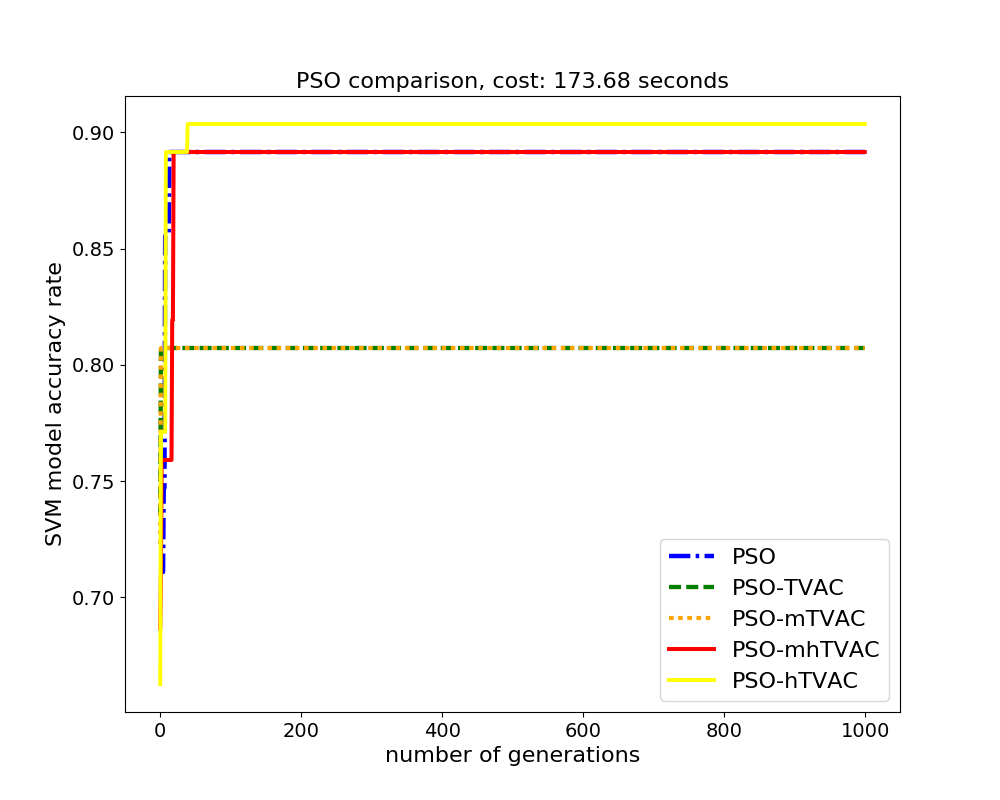 PSO comparison, cost: 173.68 seconds
SVM model accuracy rate
0.90
0.85
0.80
0.75
0.70
PSO
PSO-TVAC
PSO-mTVAC
PSO-mhTVAC
PSO-hTVAC
0 200 400 600 800 1000
number of generations